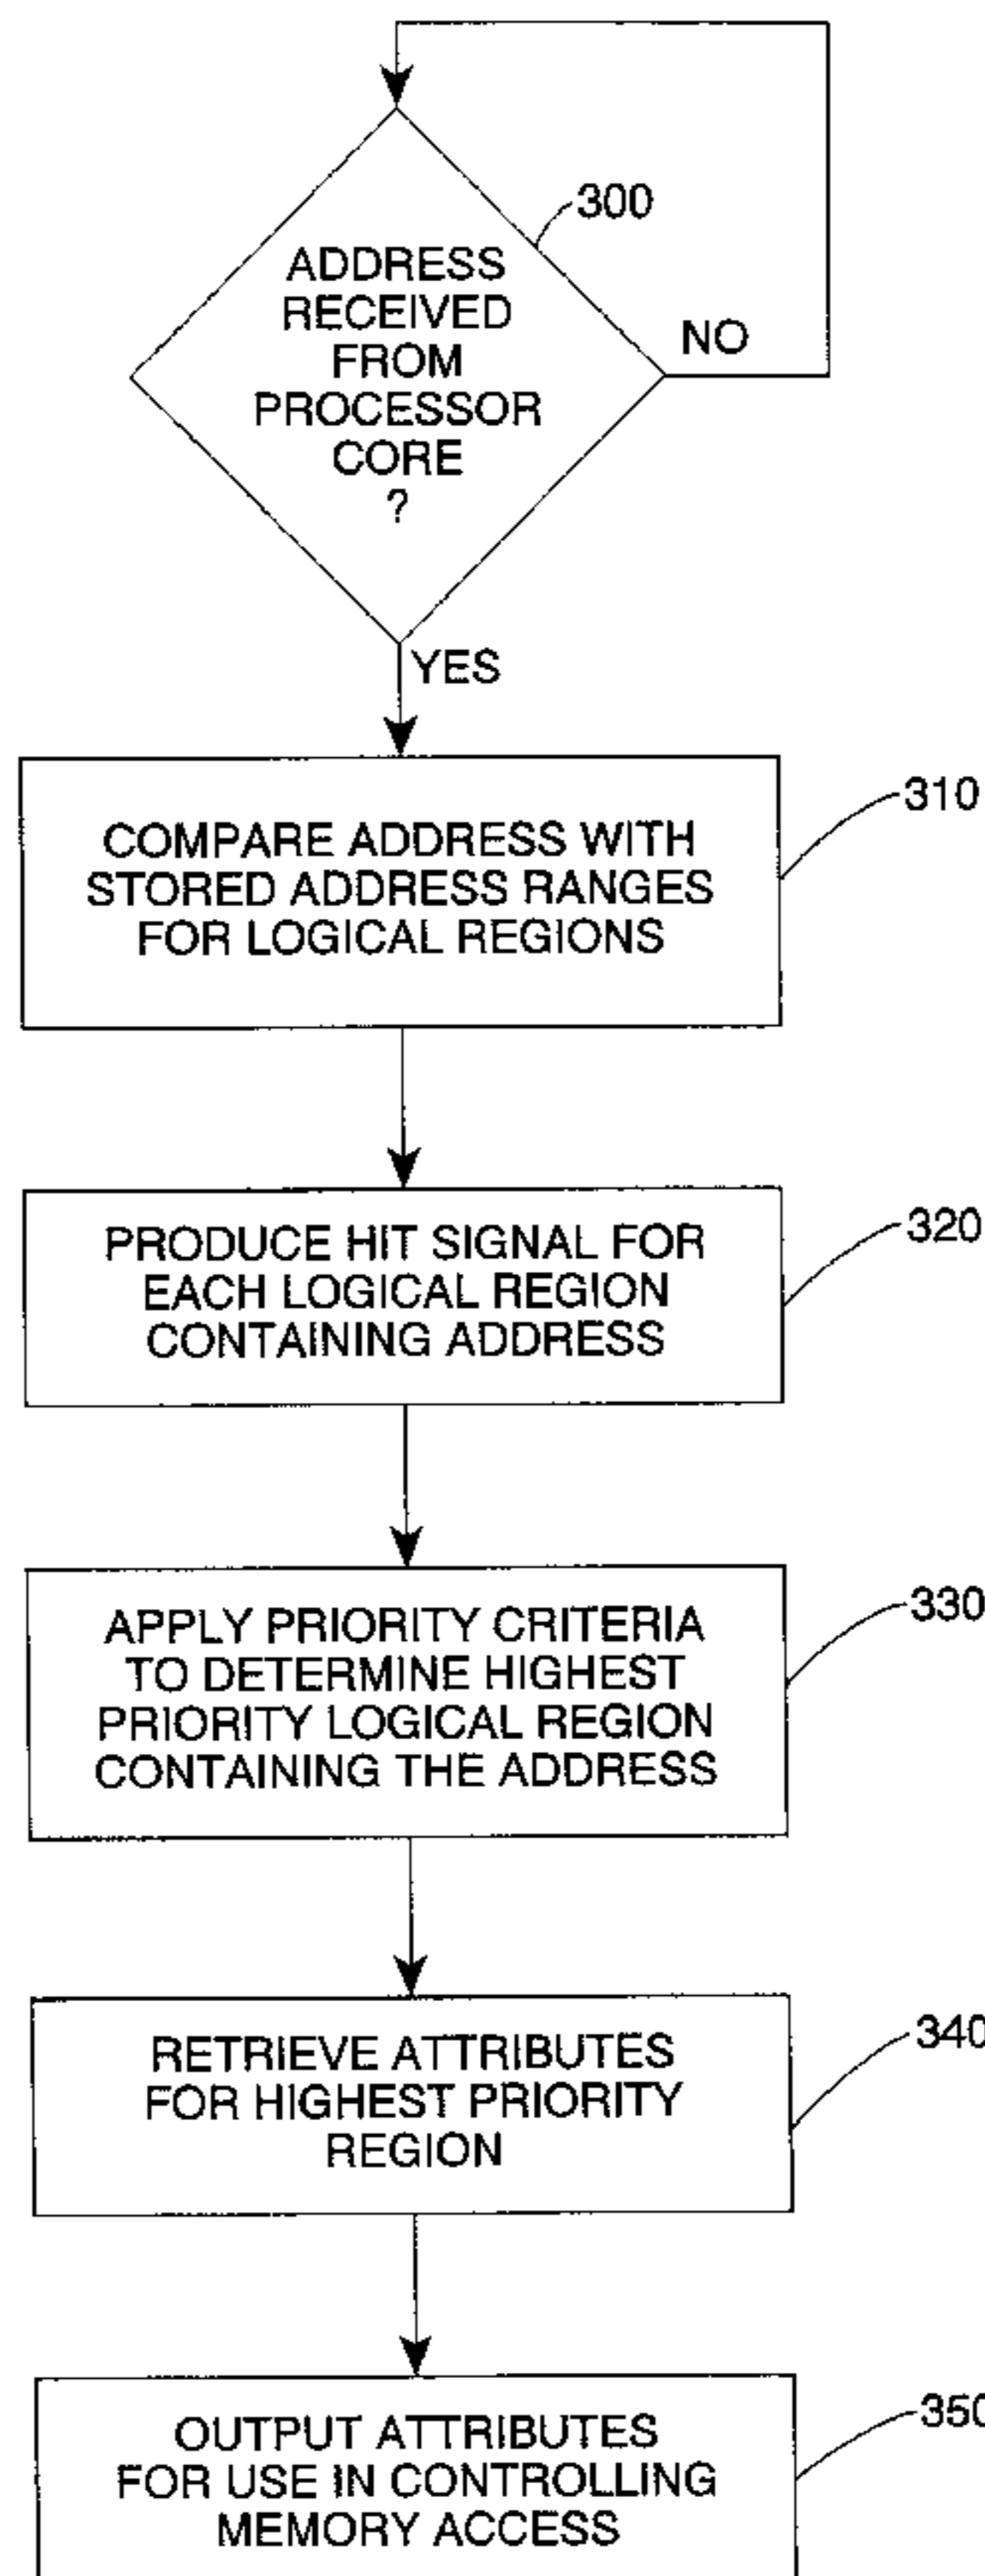 300
ADDRESS
RECEIVED
FROM
PROCESSOR
CORE
?
NO
YES
310
COMPARE ADDRESS WITH
STORED ADDRESS RANGES
FOR LOGICAL REGIONS
320
PRODUCE HIT SIGNAL FOR
EACH LOGICAL REGION
CONTAINING ADDRESS
330
APPLY PRIORITY CRITERIA
TO DETERMINE HIGHEST
PRIORITY LOGICAL REGION
CONTAINING THE ADDRESS
340
RETRIEVE ATTRIBUTES
FOR HIGHEST PRIORITY
REGION
350
OUTPUT ATTRIBUTES
FOR USE IN CONTROLLING
MEMORY ACCESS